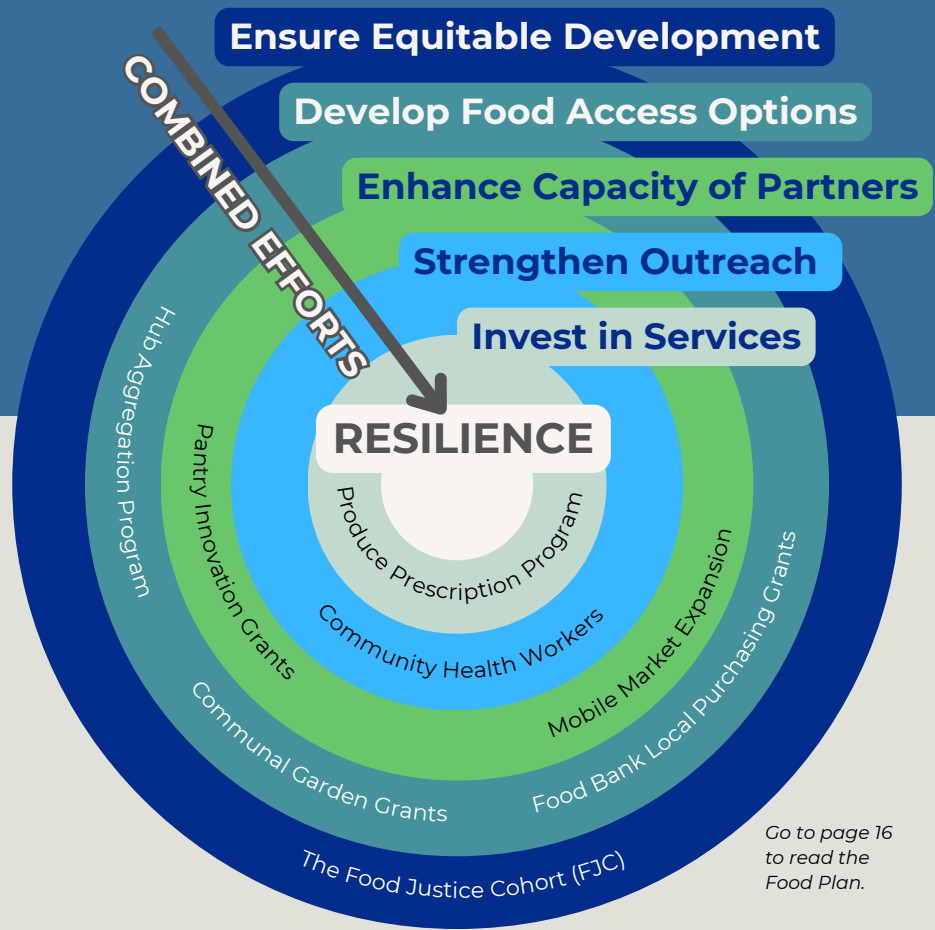 Ensure Equitable Development
Develop Food Access Options
Enhance Capacity of Partners
Strengthen Outreach
Invest in Services
COMBINED EFFORTS
RESILIENCE
Produce Prescription Program
Community Health Workers
Pantry Innovation Grants
Mobile Market Expansion
Hub Aggregation Program
Communal Garden Grants
Food Bank Local Purchasing Grants
The Food Justice Cohort (FJC)
Go to page 16
to read the
Food Plan.